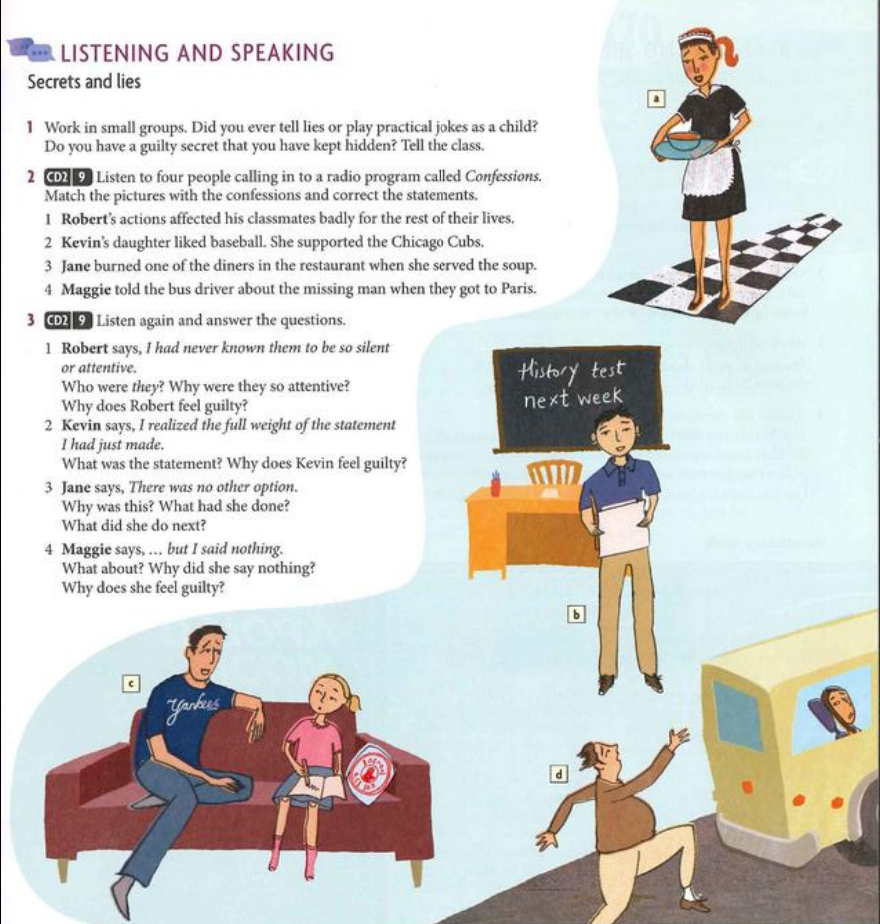 LISTENING AND SPEAKING
Secrets and lies
1 Work in small groups. Did you ever tell lies or play practical jokes as a child?
Do you have a guilty secret that you have kept hidden? Tell the class.
2 CD2 9 Listen to four people calling in to a radio program called Confessions.
Match the pictures with the confessions and correct the statements.
1 Robert's actions affected his classmates badly for the rest of their lives.
2 Kevin's daughter liked baseball. She supported the Chicago Cubs.
3 Jane burned one of the diners in the restaurant when she served the soup.
4 Maggie told the bus driver about the missing man when they got to Paris.
3 CD2 9 Listen again and answer the questions.
1 Robert says, I had never known them to be so silent
or attentive.
Who were they? Why were they so attentive?
Why does Robert feel guilty?
2 Kevin says, I realized the full weight of the statement
I had just made.
What was the statement? Why does Kevin feel guilty?
3 Jane says, There was no other option.
Why was this? What had she done?
What did she do next?
4 Maggie says, ... but I said nothing.
What about? Why did she say nothing?
Why does she feel guilty?
a
History test
next week
b
c
Yankees
d